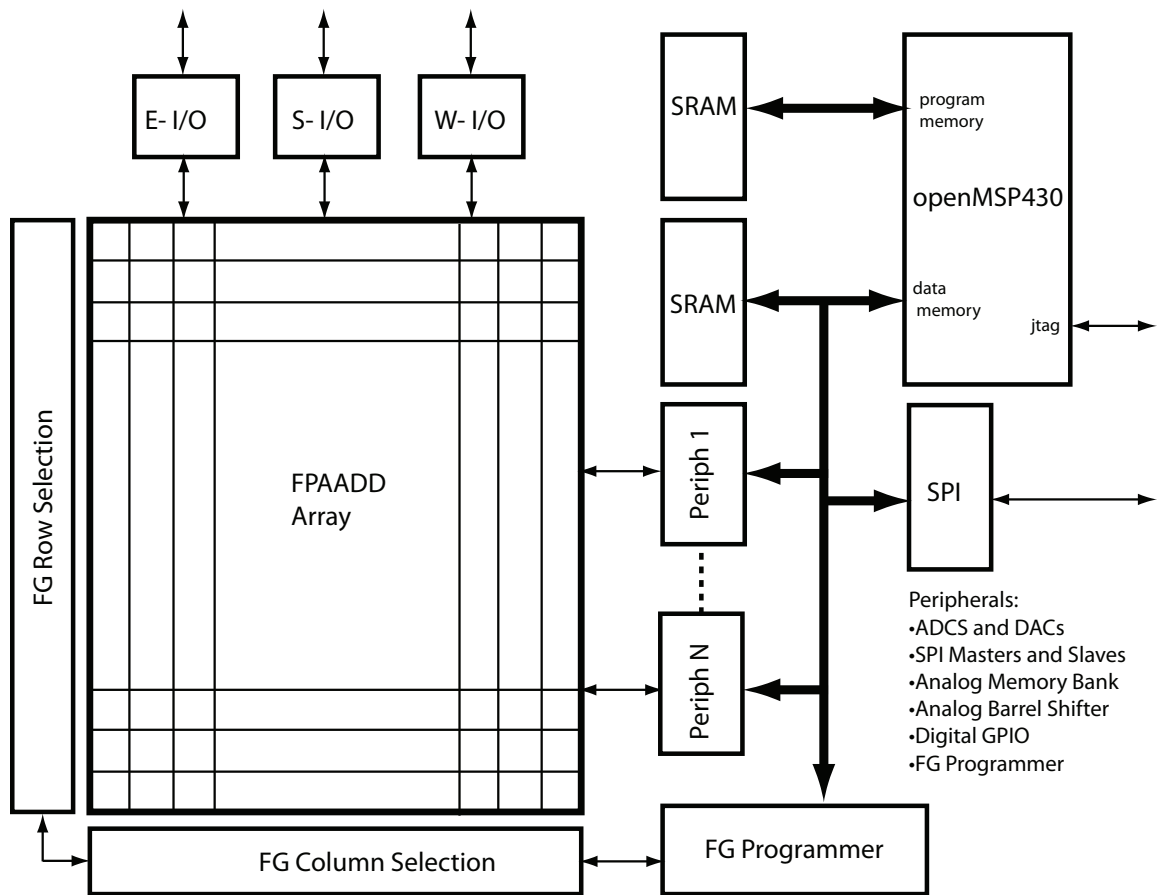 E- I/O
S- I/O
W- I/O
SRAM
program
memory
openMSP430
SRAM
data
memory
jtag
FG Row Selection
FPAADD
Array
Periph 1
SPI
Periph N
Peripherals:
•ADCS and DACs
•SPI Masters and Slaves
•Analog Memory Bank
•Analog Barrel Shifter
•Digital GPIO
•FG Programmer
FG Column Selection
FG Programmer